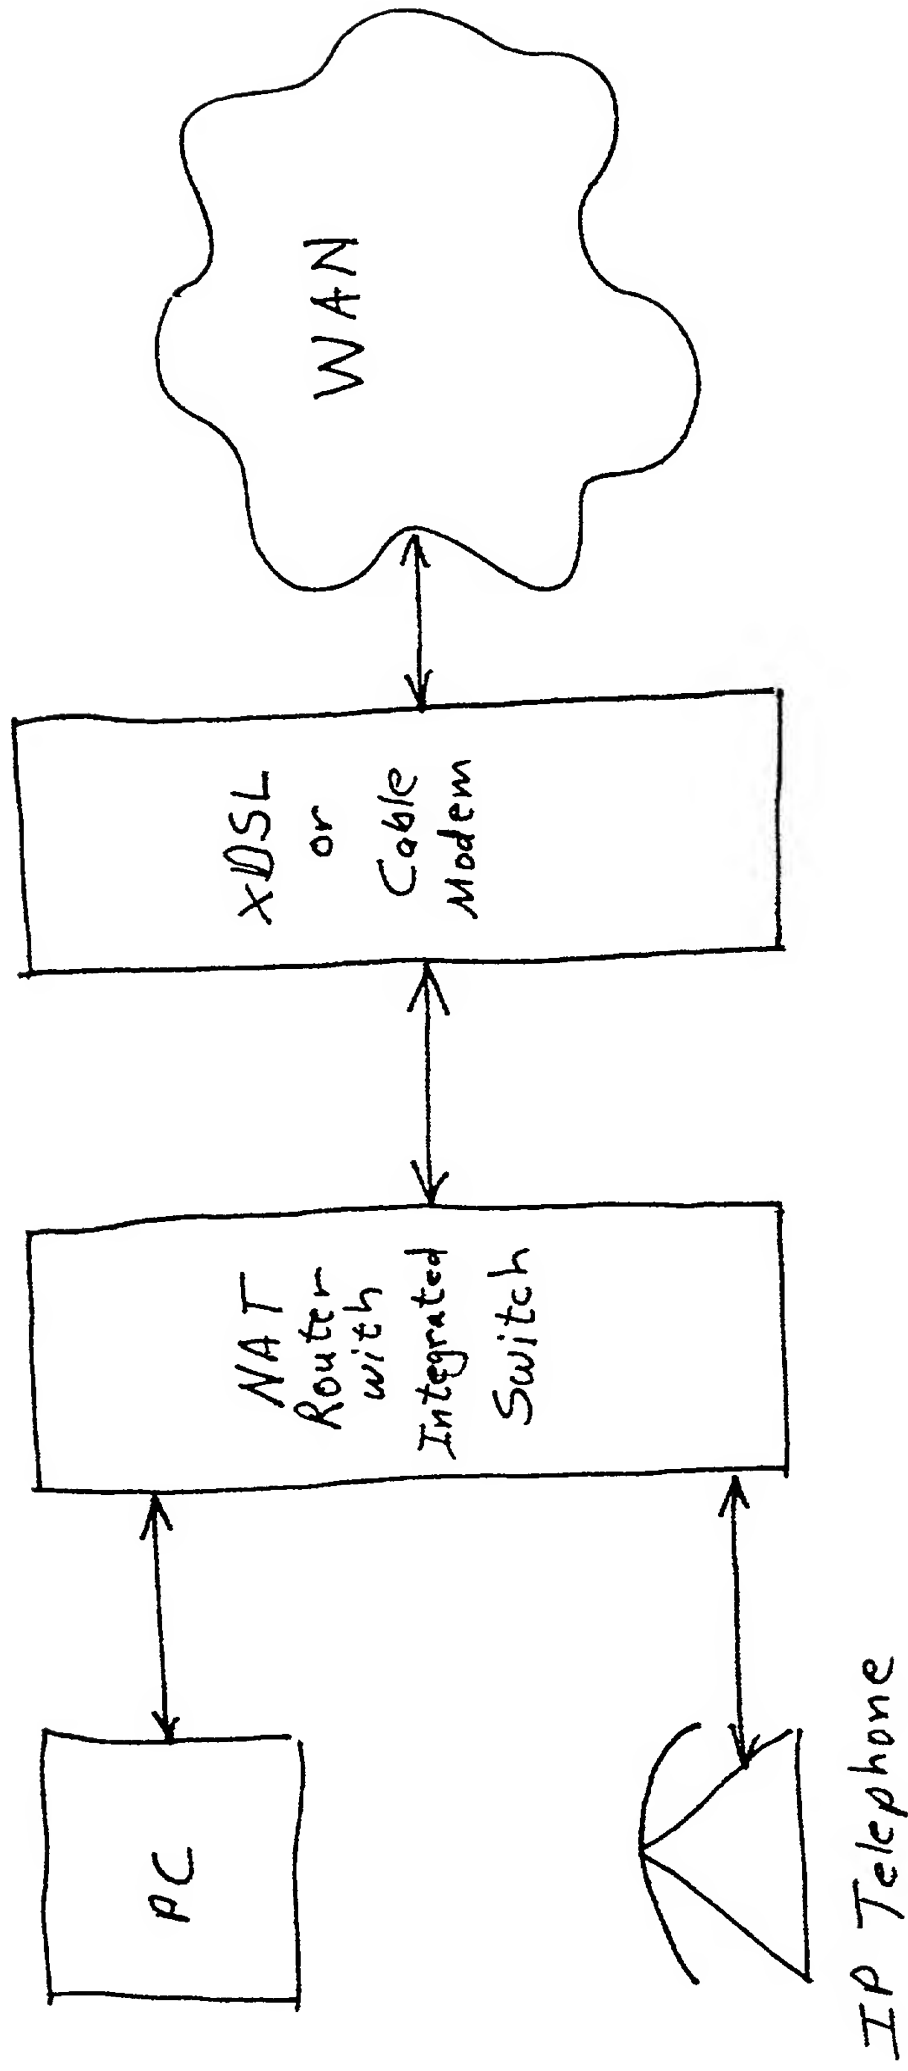 PC
IP Telephone
NAT
Router
with
Integrated
Switch
xDSL
or
Cable
Modem
WAN